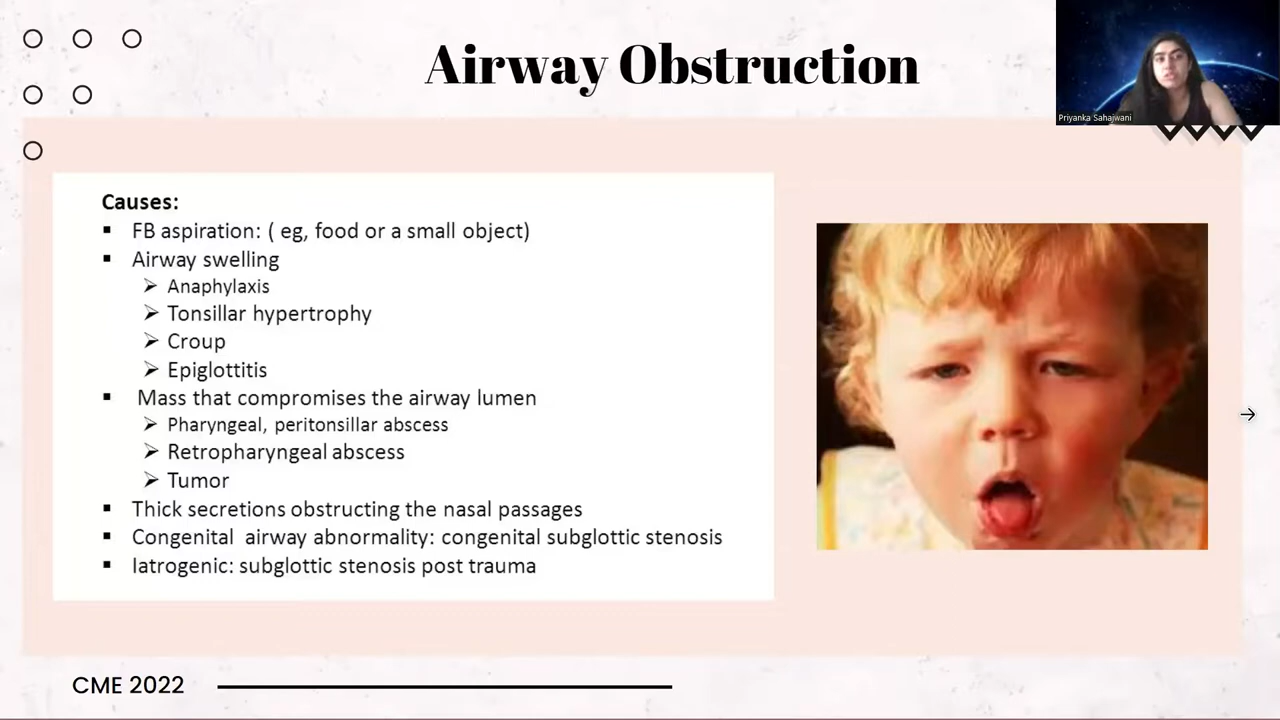 Airway Obstruction
Priyanka Sahajwani
Causes:
▪ FB aspiration: ( eg, food or a small object)
▪ Airway swelling
➢ Anaphylaxis
➢ Tonsillar hypertrophy
➢ Croup
➢ Epiglottitis
▪ Mass that compromises the airway lumen
➢ Pharyngeal, peritonsillar abscess
➢ Retropharyngeal abscess
➢ Tumor
▪ Thick secretions obstructing the nasal passages
▪ Congenital airway abnormality: congenital subglottic stenosis
▪ Iatrogenic: subglottic stenosis post trauma
CME 2022